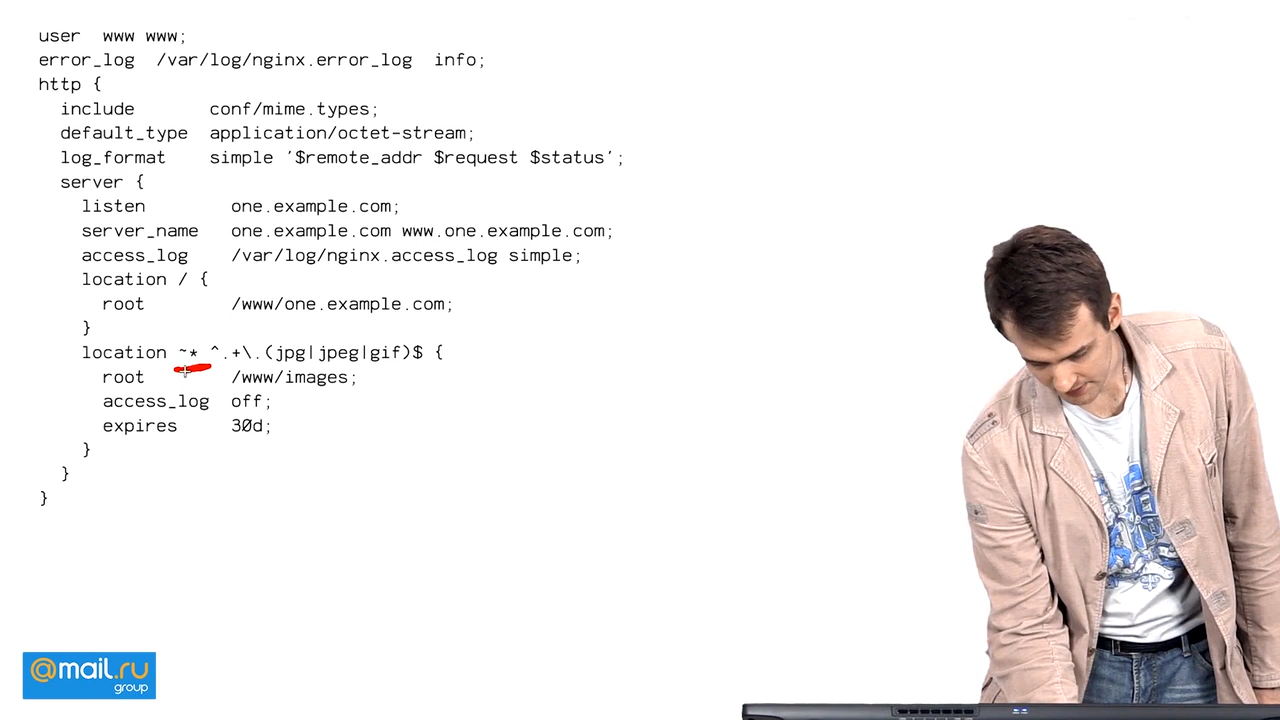 user  www www;
error_log  /var/log/nginx.error_log  info;
http {
  include       conf/mime.types;
  default_type  application/octet-stream;
  log_format    simple '$remote_addr $request $status';
  server {
    listen        one.example.com;
    server_name   one.example.com www.one.example.com;
    access_log    /var/log/nginx.access_log simple;
    location / {
      root        /www/one.example.com;
    }
    location ~* ^.+\.(jpg|jpeg|gif)$ {
      root        /www/images;
      access_log  off;
      expires     30d;
    }
  }
}
@mail.ru
group